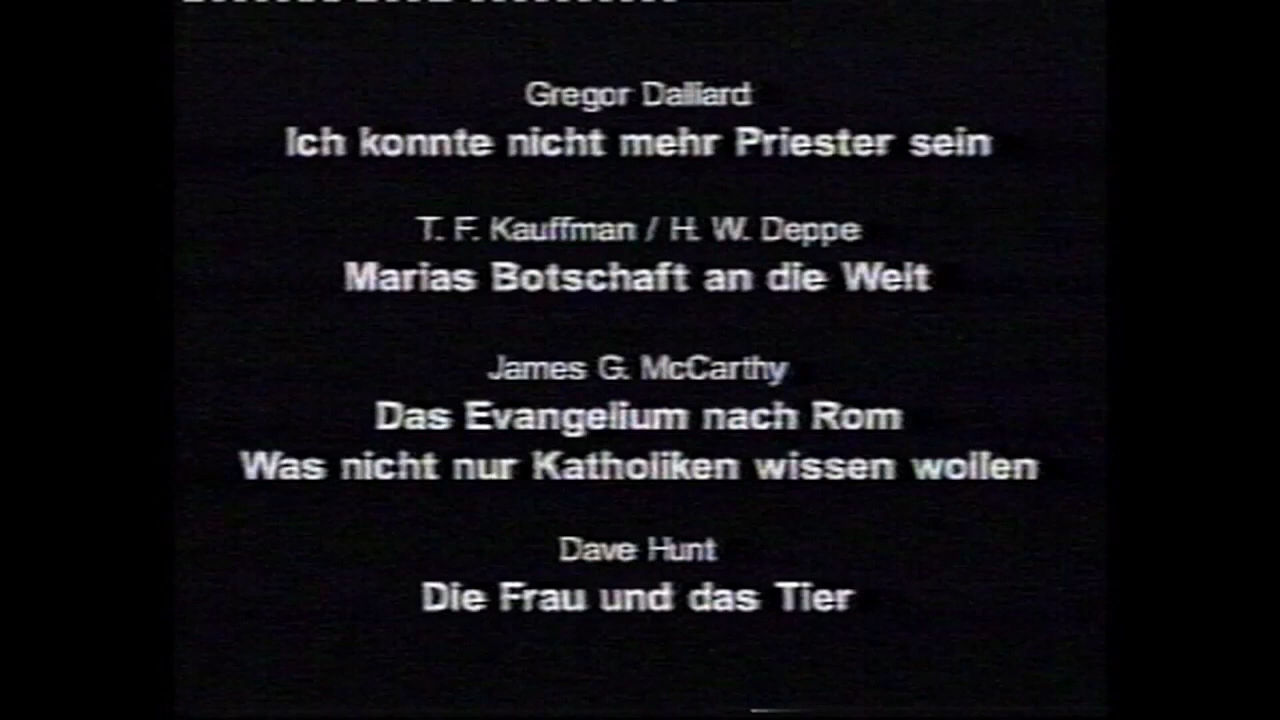 Gregor Dalliard
Ich konnte nicht mehr Priester sein
T. F. Kauffman / H. W. Deppe
Marias Botschaft an die Welt
James G. McCarthy
Das Evangelium nach Rom
Was nicht nur Katholiken wissen wollen
Dave Hunt
Die Frau und das Tier